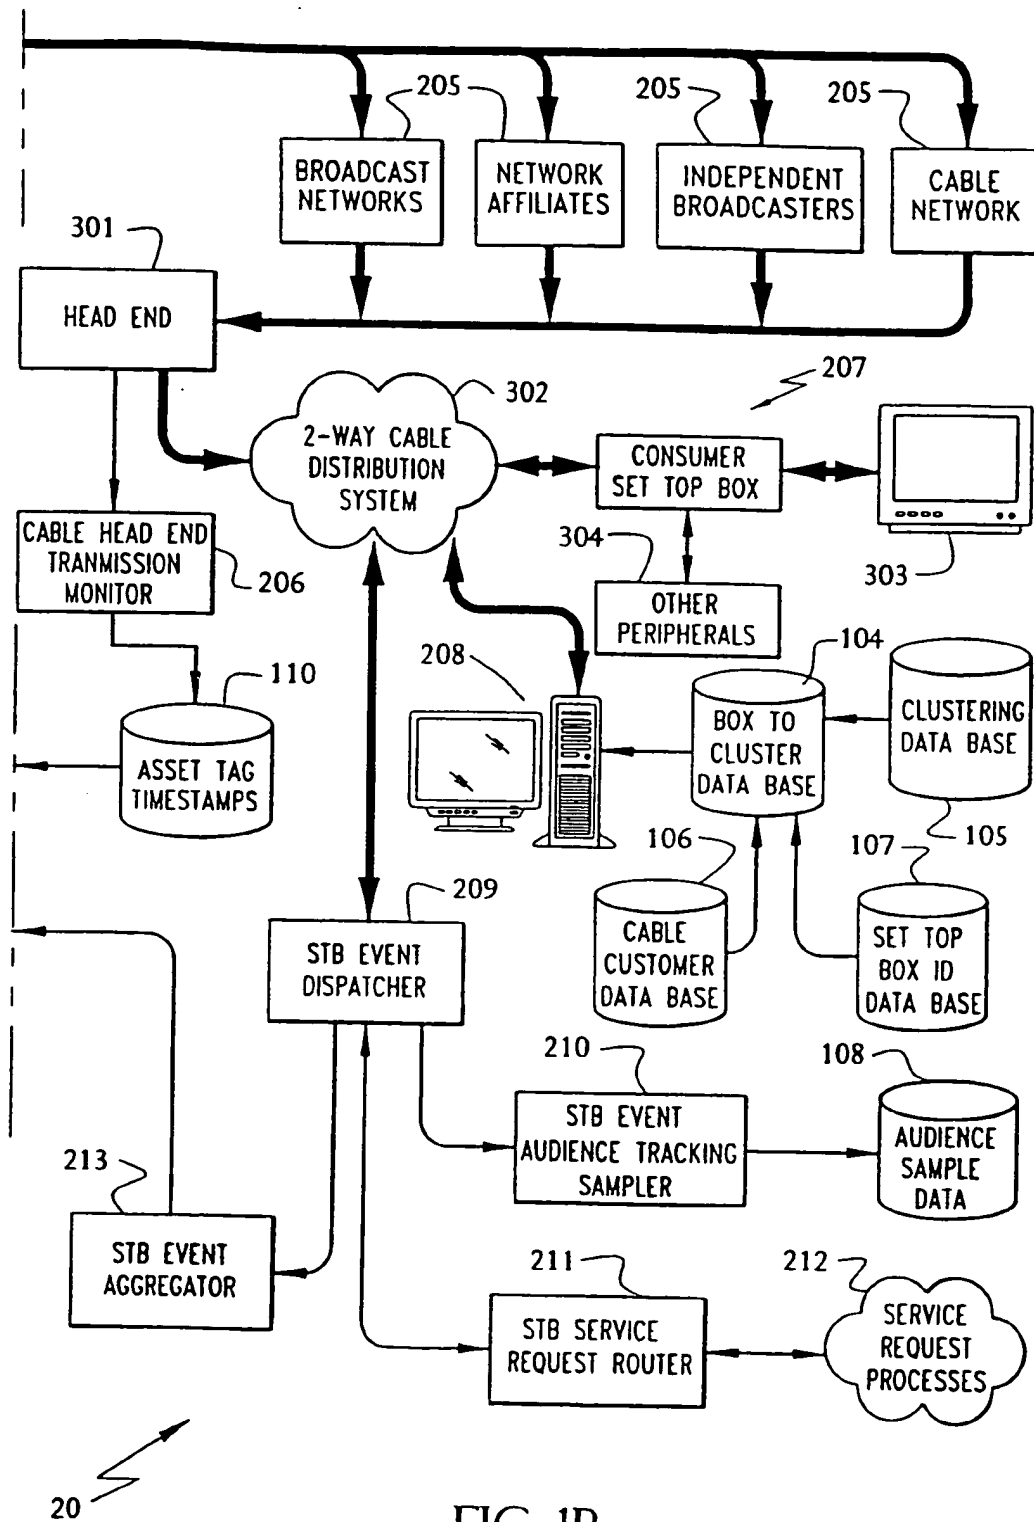 205
205
205
BROADCAST
NETWORKS
NETWORK
AFFILIATES
INDEPENDENT
BROADCASTERS
CABLE
NETWORK
301
HEAD END
207
302
2-WAY CABLE
DISTRIBUTION
SYSTEM
CONSUMER
SET TOP BOX
303
CABLE HEAD END
TRANMISSION
MONITOR
206
304
OTHER
PERIPHERALS
110
ASSET TAG
TIMESTAMPS
208
104
BOX TO
CLUSTER
DATA BASE
CLUSTERING
DATA BASE
105
106
CABLE
CUSTOMER
DATA BASE
107
SET TOP
BOX ID
DATA BASE
209
STB EVENT
DISPATCHER
210
STB EVENT
AUDIENCE TRACKING
SAMPLER
108
AUDIENCE
SAMPLE
DATA
213
STB EVENT
AGGREGATOR
211
STB SERVICE
REQUEST ROUTER
212
SERVICE
REQUEST
PROCESSES
20
FIG. 1B